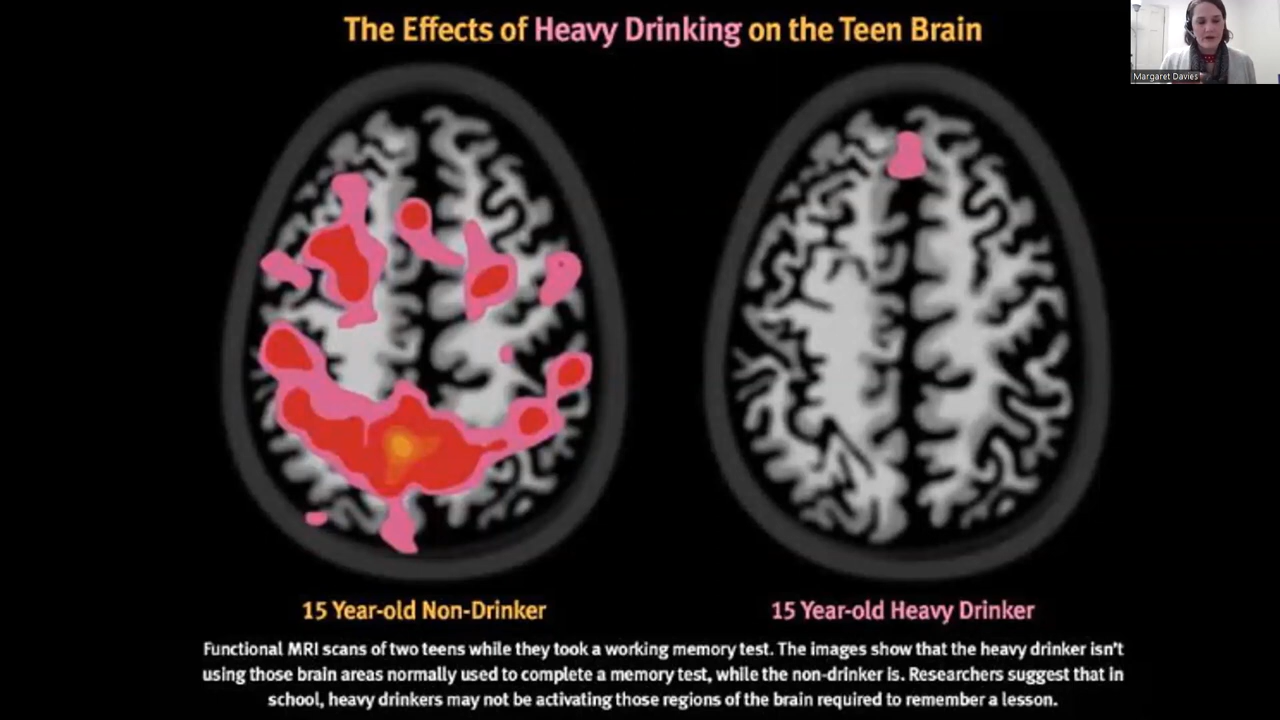 The Effects of Heavy Drinking on the Teen Brain
Margaret Davies
15 Year-old Non-Drinker
15 Year-old Heavy Drinker
Functional MRI scans of two teens while they took a working memory test. The images show that the heavy drinker isn't
using those brain areas normally used to complete a memory test, while the non-drinker is. Researchers suggest that in
school, heavy drinkers may not be activating those regions of the brain required to remember a lesson.